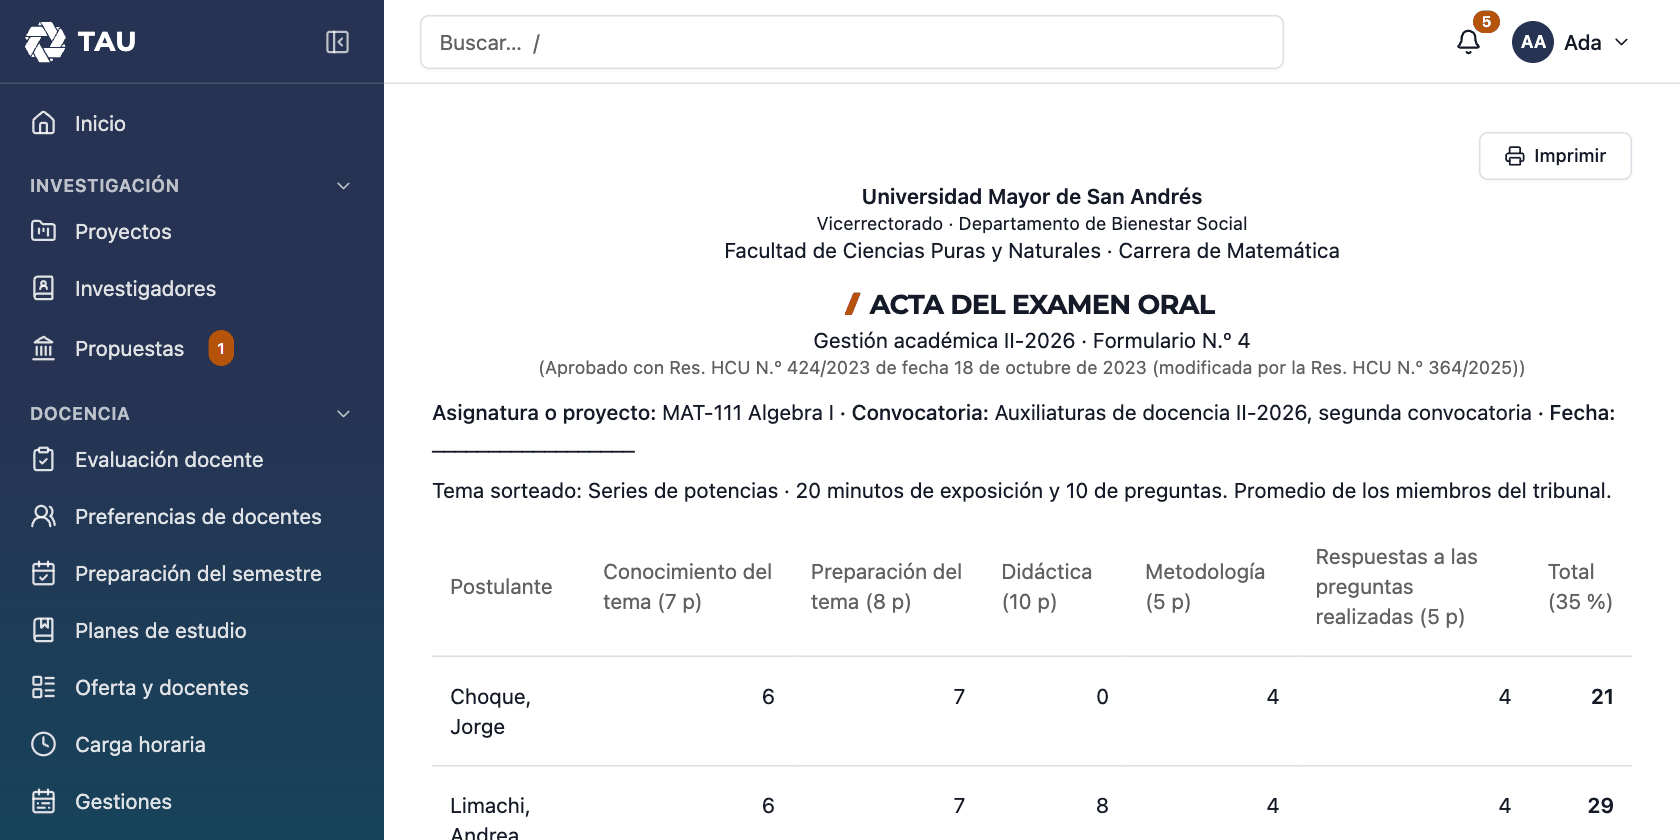 TAU
Buscar... /
5
AA
Ada
Inicio
INVESTIGACIÓN
Proyectos
Investigadores
Propuestas 1
DOCENCIA
Evaluación docente
Preferencias de docentes
Preparación del semestre
Planes de estudio
Oferta y docentes
Carga horaria
Gestiones
Imprimir
Universidad Mayor de San Andrés
Vicerrectorado · Departamento de Bienestar Social
Facultad de Ciencias Puras y Naturales · Carrera de Matemática
ACTA DEL EXAMEN ORAL
Gestión académica II-2026 · Formulario N.º 4
(Aprobado con Res. HCU N.º 424/2023 de fecha 18 de octubre de 2023 (modificada por la Res. HCU N.º 364/2025))
Asignatura o proyecto: MAT-111 Algebra I · Convocatoria: Auxiliaturas de docencia II-2026, segunda convocatoria · Fecha:
__________________
Tema sorteado: Series de potencias · 20 minutos de exposición y 10 de preguntas. Promedio de los miembros del tribunal.
Postulante
Conocimiento del
tema (7 p)
Preparación del
tema (8 p)
Didáctica
(10 p)
Metodología
(5 p)
Respuestas a las
preguntas
realizadas (5 p)
Total
(35 %)
Choque,
Jorge
6 7 0 4 4 21
Limachi,
Andrea
6 7 8 4 4 29